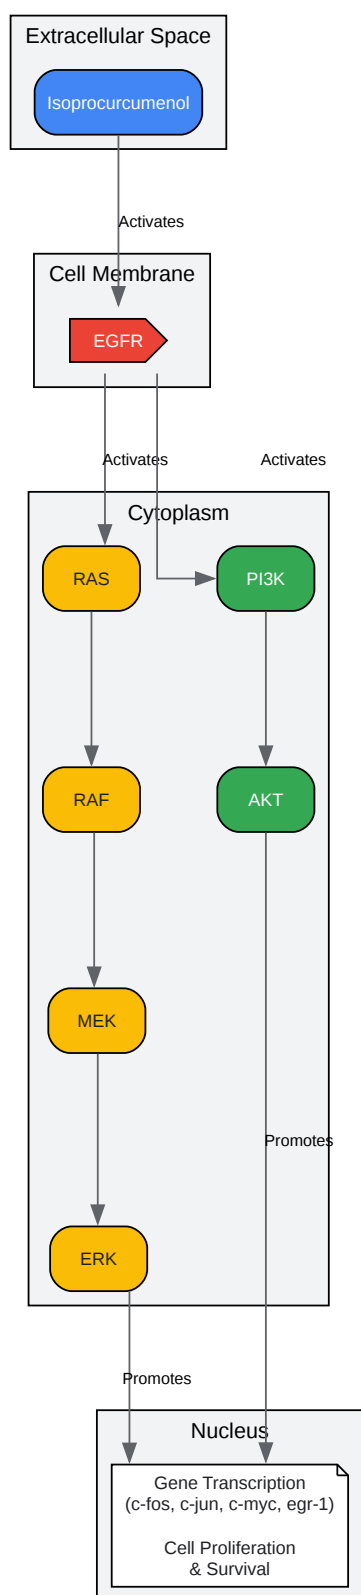 Extracellular Space
Isoprocurcumenol
Activates
Cell Membrane
EGFR
Activates
Activates
Cytoplasm
RAS
PI3K
RAF
AKT
MEK
Promotes
ERK
Promotes
Nucleus
Gene Transcription
(c-fos, c-jun, c-myc, egr-1)
Cell Proliferation
& Survival